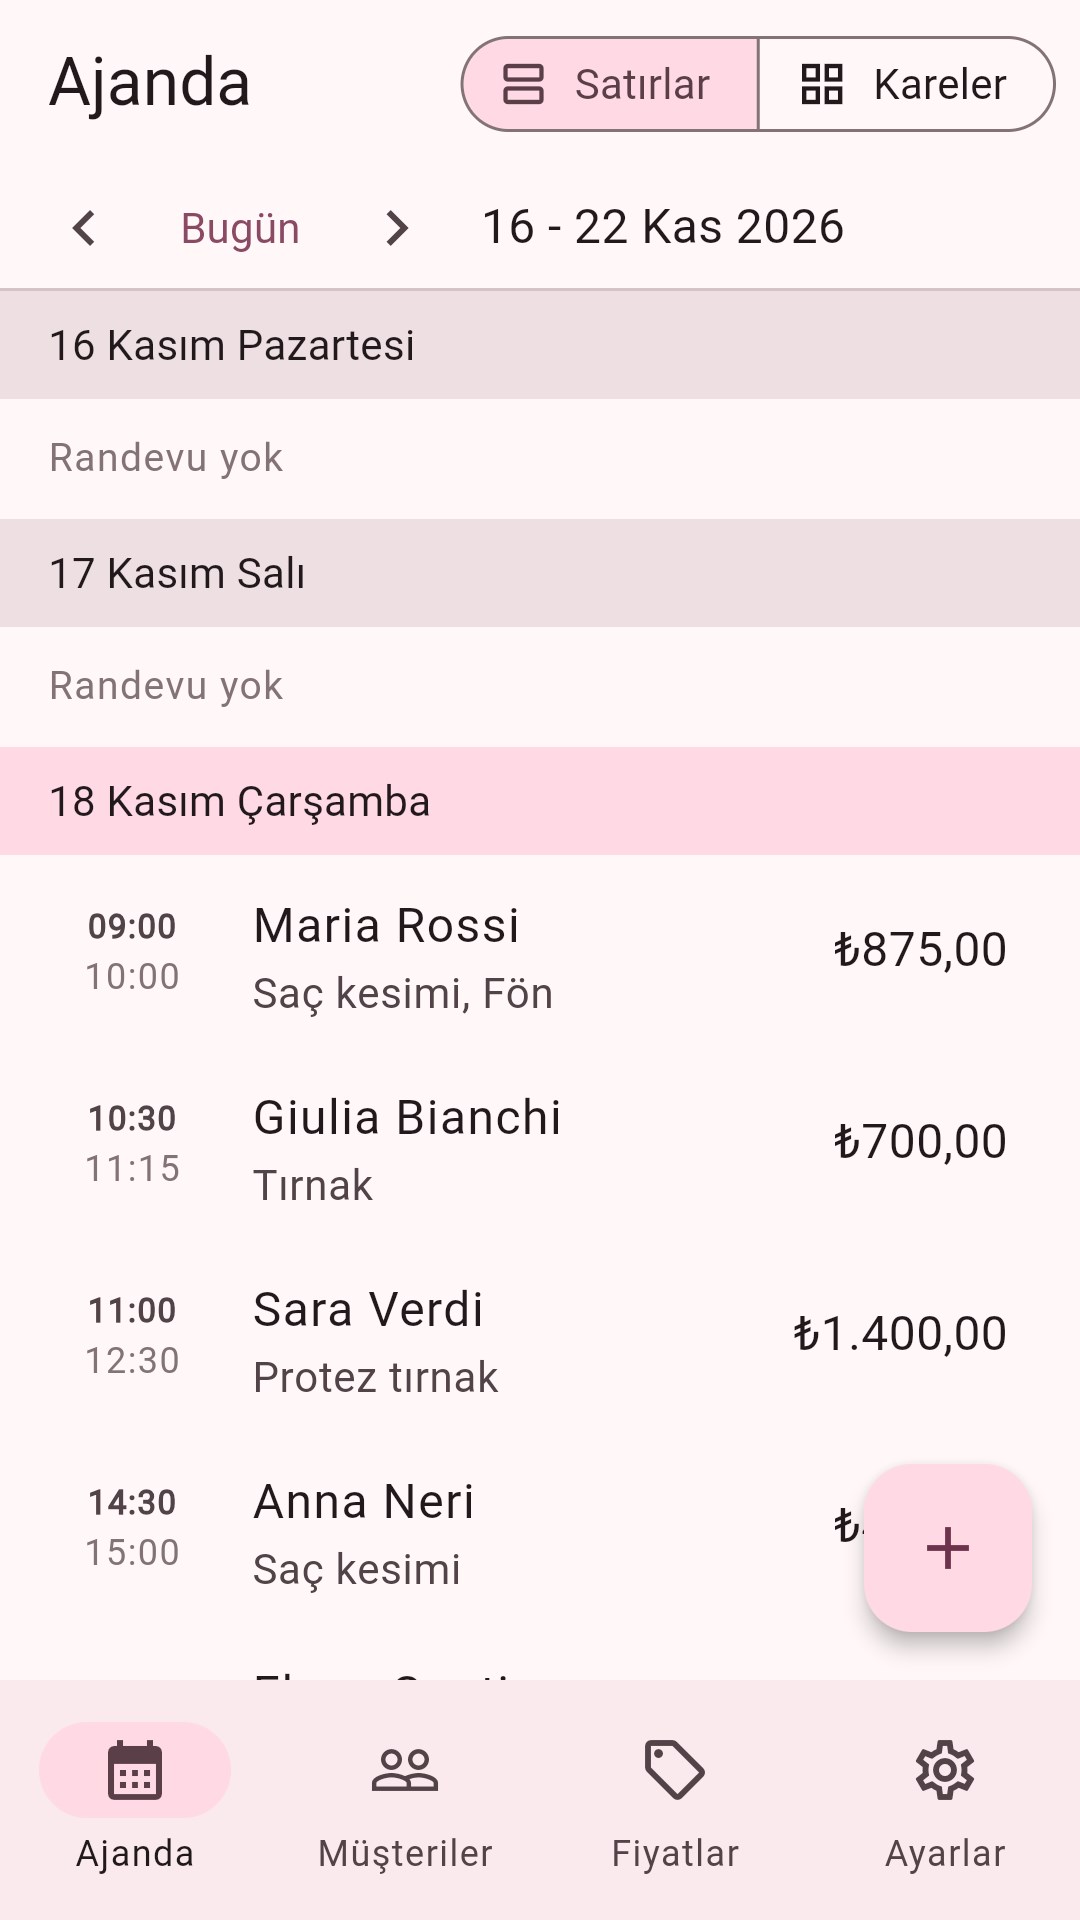 Ajanda
Satırlar
Kareler
Bugün
16 - 22 Kas 2026
16 Kasım Pazartesi
Randevu yok
17 Kasım Salı
Randevu yok
18 Kasım Çarşamba
09:00
10:00
Maria Rossi
Saç kesimi, Fön
₺875,00
10:30
11:15
Giulia Bianchi
Tırnak
₺700,00
11:00
12:30
Sara Verdi
Protez tırnak
₺1.400,00
14:30
15:00
Anna Neri
Saç kesimi
₺
Ajanda
Müşteriler
Fiyatlar
Ayarlar